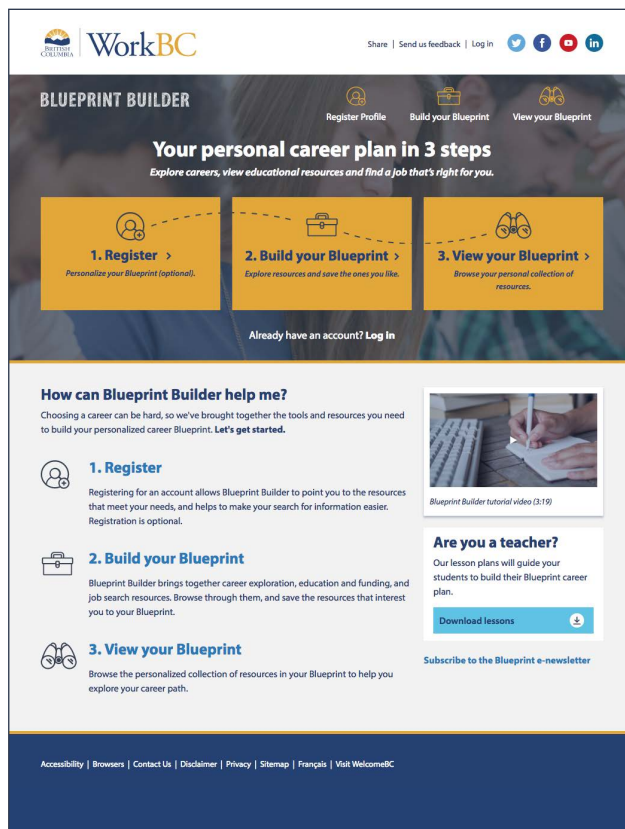 BRITISH
COLUMBIA
WorkBC
Share | Send us feedback | Log in
BLUEPRINT BUILDER
Register Profile
Build your Blueprint
View your Blueprint
Your personal career plan in 3 steps
Explore careers, view educational resources and find a job that's right for you.
1. Register >
Personalize your Blueprint (optional).
2. Build your Blueprint >
Explore resources and save the ones you like.
3. View your Blueprint >
Browse your personal collection of
resources.
Already have an account? Log in
How can Blueprint Builder help me?
Choosing a career can be hard, so we've brought together the tools and resources you need
to build your personalized career Blueprint. Let's get started.
1. Register
Registering for an account allows Blueprint Builder to point you to the resources
that meet your needs, and helps to make your search for information easier.
Registration is optional.
2. Build your Blueprint
Blueprint Builder brings together career exploration, education and funding, and
job search resources. Browse through them, and save the resources that interest
you to your Blueprint.
3. View your Blueprint
Browse the personalized collection of resources in your Blueprint to help you
explore your career path.
Blueprint Builder tutorial video (3:19)
Are you a teacher?
Our lesson plans will guide your
students to build their Blueprint career
plan.
Download lessons
Subscribe to the Blueprint e-newsletter
Accessibility | Browsers | Contact Us | Disclaimer | Privacy | Sitemap | Français | Visit WelcomeBC